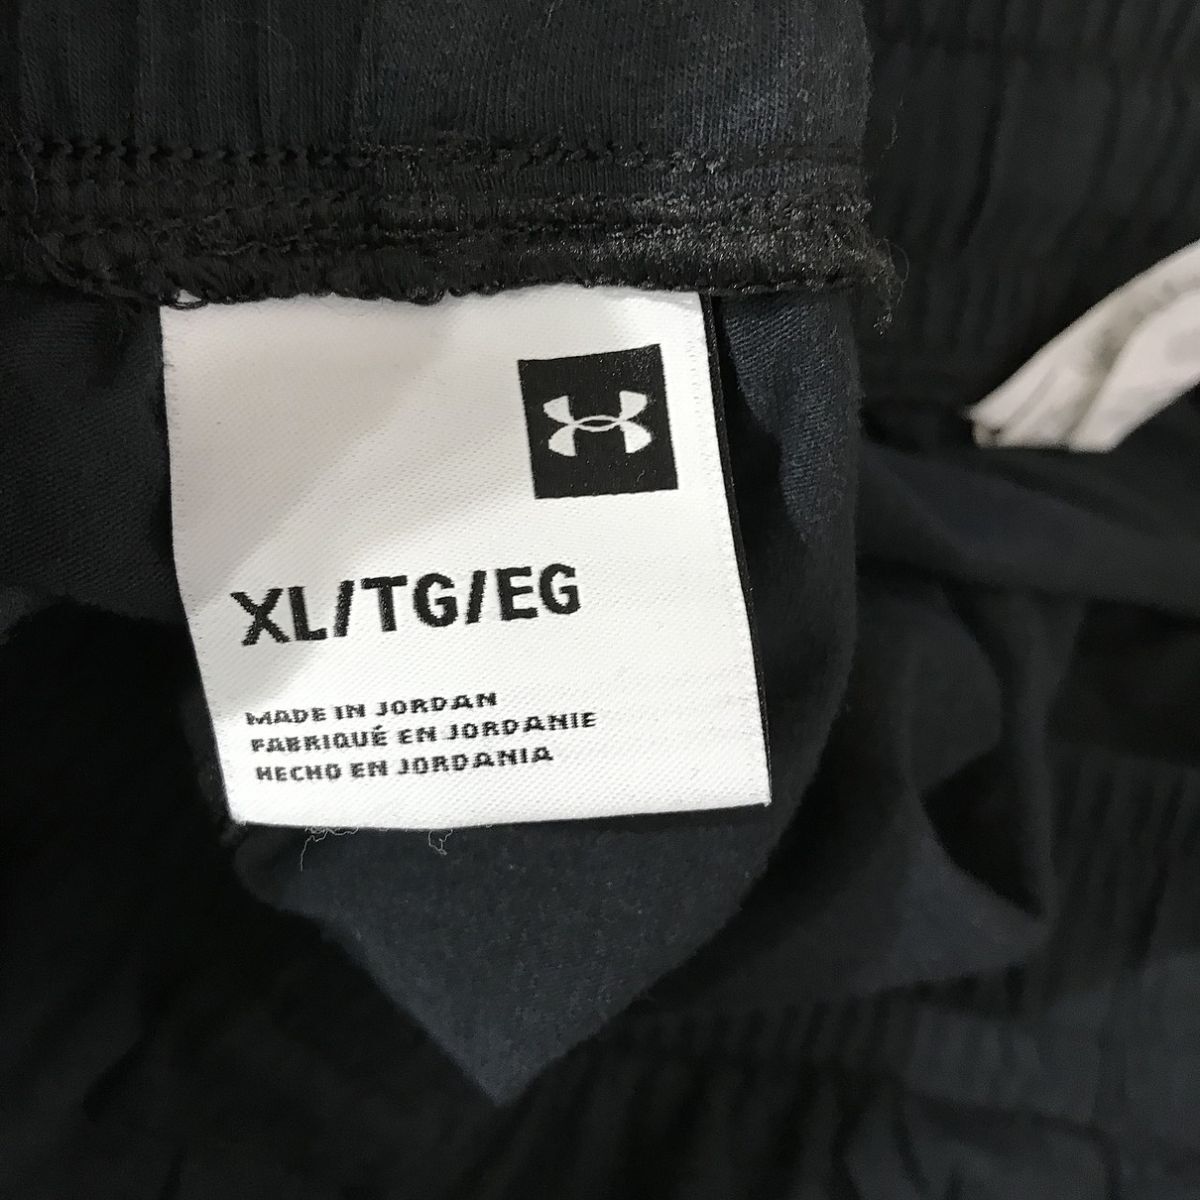 XL/TG/EG
MADE IN JORDAN
FABRIQUÉ EN JORDANIE
HECHO EN JORDANIA